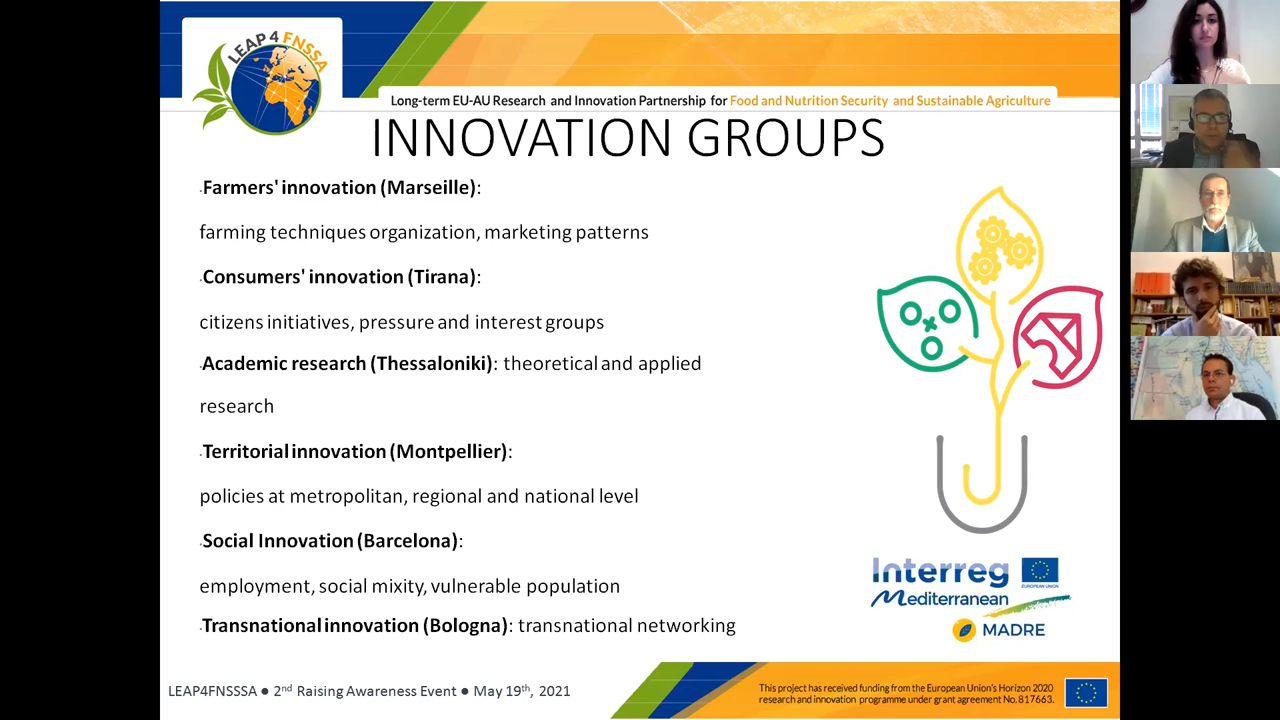 LEAP 4 FNSSA
Long-term EU-AU Research and Innovation Partnership for Food and Nutrition Security and Sustainable Agriculture
INNOVATION GROUPS
Farmers' innovation (Marseille):
farming techniques organization, marketing patterns
Consumers' innovation (Tirana):
citizens initiatives, pressure and interest groups
Academic research (Thessaloniki): theoretical and applied
research
Territorial innovation (Montpellier):
policies at metropolitan, regional and national level
Social Innovation (Barcelona):
employment, social mixity, vulnerable population
Transnational innovation (Bologna): transnational networking
Interreg
EUROPEAN UNION
Mediterranean
MADRE
LEAP4FNSSSA ● 2nd Raising Awareness Event ● May 19th, 2021
This project has received funding from the European Union's Horizon 2020
research and innovation programme under grant agreement No.817663.